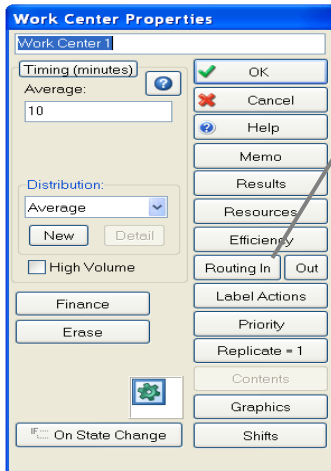 Work Center Properties
Work Center 1
Timing (minutes)
Average:
10
Distribution:
Average
New Detail
High Volume
Finance
Erase
IF On State Change
OK
Cancel
Help
Memo
Results
Resources
Efficiency
Routing In Out
Label Actions
Priority
Replicate = 1
Contents
Graphics
Shifts